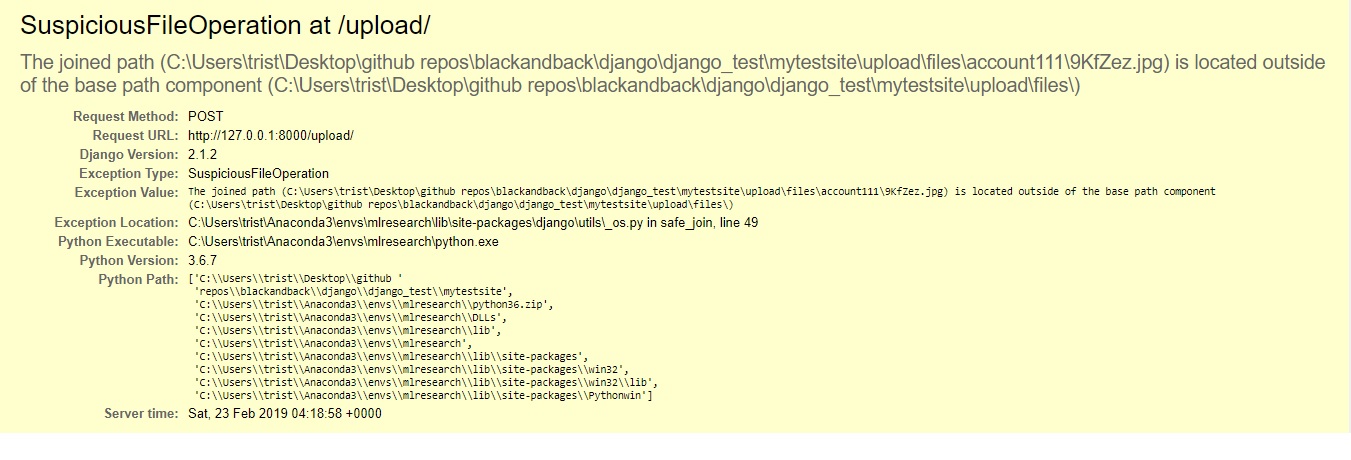 SuspiciousFileOperation at /upload/
The joined path (C:\Users\trist\Desktop\github repos\blackandback\django\django_test\mytestsite\upload\files\account111\9KfZez.jpg) is located outside
of the base path component (C:\Users\trist\Desktop\github repos\blackandback\django\django_test\mytestsite\upload\files\)
Request Method: POST
Request URL: http://127.0.0.1:8000/upload/
Django Version: 2.1.2
Exception Type: SuspiciousFileOperation
Exception Value: The joined path (C:\Users\trist\Desktop\github repos\blackandback\django\django_test\mytestsite\upload\files\account111\9KfZez.jpg) is located outside of the base path component
(C:\Users\trist\Desktop\github repos\blackandback\django\django_test\mytestsite\upload\files\)
Exception Location: C:\Users\trist\Anaconda3\envs\mlresearch\lib\site-packages\django\utils\_os.py in safe_join, line 49
Python Executable: C:\Users\trist\Anaconda3\envs\mlresearch\python.exe
Python Version: 3.6.7
Python Path: ['C:\\Users\\trist\\Desktop\\github '
'repos\\blackandback\\django\\django_test\\mytestsite',
'C:\\Users\\trist\\Anaconda3\\envs\\mlresearch\\python36.zip',
'C:\\Users\\trist\\Anaconda3\\envs\\mlresearch\\DLLs',
'C:\\Users\\trist\\Anaconda3\\envs\\mlresearch\\lib',
'C:\\Users\\trist\\Anaconda3\\envs\\mlresearch',
'C:\\Users\\trist\\Anaconda3\\envs\\mlresearch\\lib\\site-packages',
'C:\\Users\\trist\\Anaconda3\\envs\\mlresearch\\lib\\site-packages\\win32',
'C:\\Users\\trist\\Anaconda3\\envs\\mlresearch\\lib\\site-packages\\win32\\lib',
'C:\\Users\\trist\\Anaconda3\\envs\\mlresearch\\lib\\site-packages\\Pythonwin']
Server time: Sat, 23 Feb 2019 04:18:58 +0000